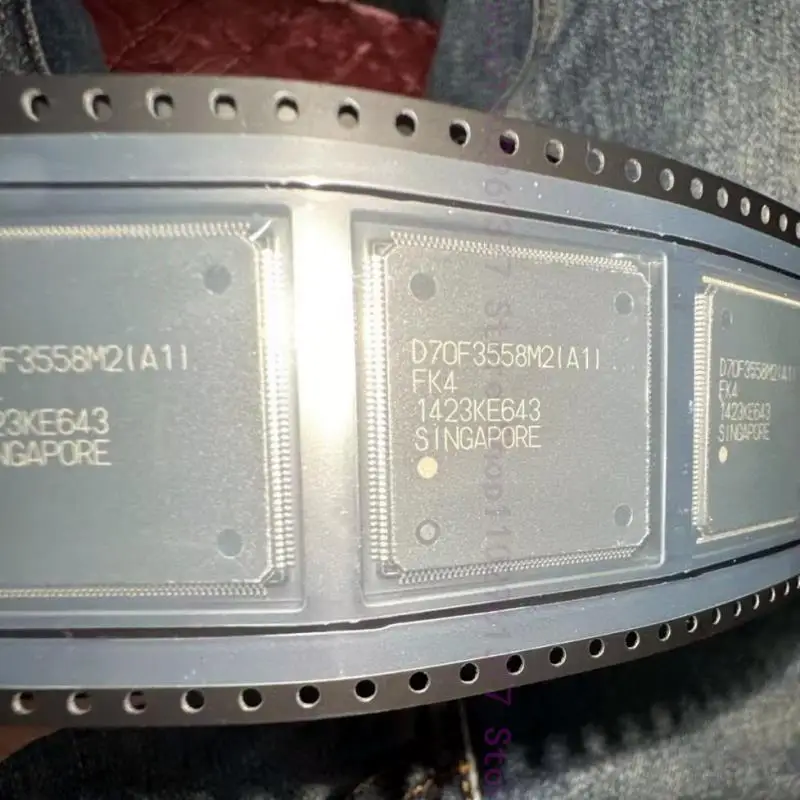 F3558M2(A1)
23KE643
NGAPORE
D70F3558M2(A1)
FK4
1423KE643
SINGAPORE
D70F3558M2(A1)
FK4
1423KE643
SINGAPORE